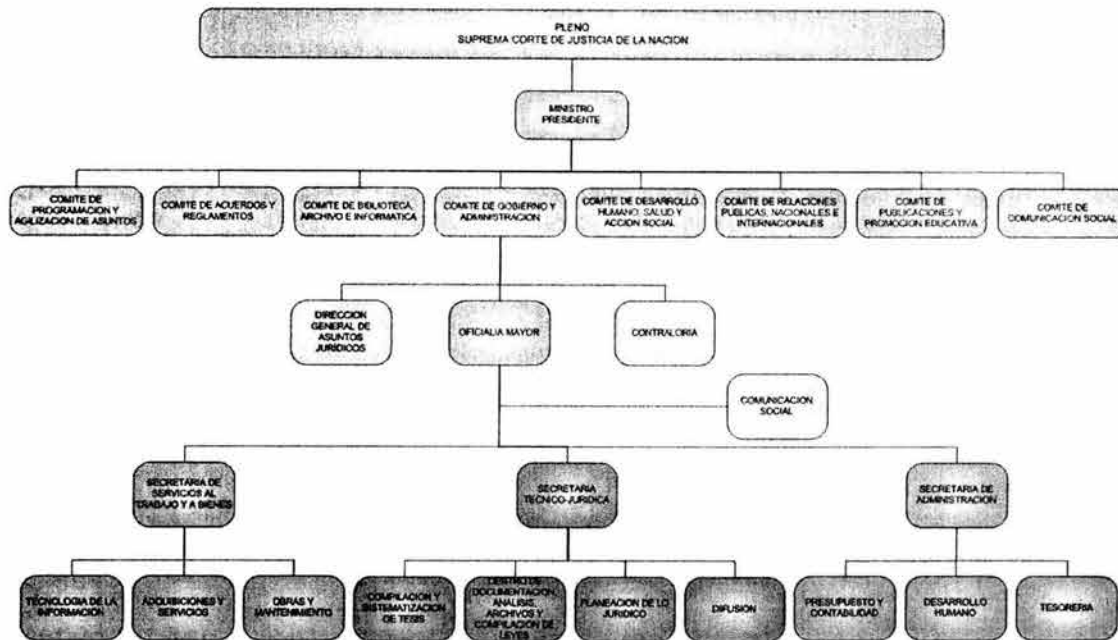 PLENO
SUPREMA CORTE DE JUSTICIA DE LA NACION
MINISTRO
PRESIDENTE
COMITE DE
PROGRAMACION Y
AGILIZACION DE ASUNTOS
COMITE DE ACUERDOS Y
REGLAMENTOS
COMITE DE BIBLIOTECA,
ARCHIVO E INFORMATICA
COMITE DE GOBIERNO Y
ADMINISTRACION
COMITE DE DESARROLLO
HUMANO, SALUD Y
ACCION SOCIAL
COMITE DE RELACIONES
PUBLICAS, NACIONALES E
INTERNACIONALES
COMITE DE
PUBLICACIONES Y
PROMOCION EDUCATIVA
COMITE DE
COMUNICACION SOCIAL
DIRECCION
GENERAL DE
ASUNTOS
JURÍDICOS
OFICIALIA MAYOR
CONTRALORIA
COMUNICACION
SOCIAL
SECRETARIA DE
SERVICIOS AL
TRABAJO Y A BIENES
SECRETARIA
TECNICO-JURIDICA
SECRETARIA DE
ADMINISTRACION
TECNOLOGIA DE LA
INFORMACION
ADQUISICIONES Y
SERVICIOS
OBRAS Y
MANTENIMIENTO
COMPILACION Y
SISTEMATIZACION
DE TESIS
CENTRO DE
DOCUMENTACION,
ANALISIS,
ARCHIVOS Y
COMPILACION DE
LEYES
PLANEACION DE LO
JURIDICO
DIFUSION
PRESUPUESTO Y
CONTABILIDAD
DESARROLLO
HUMANO
TESORERIA